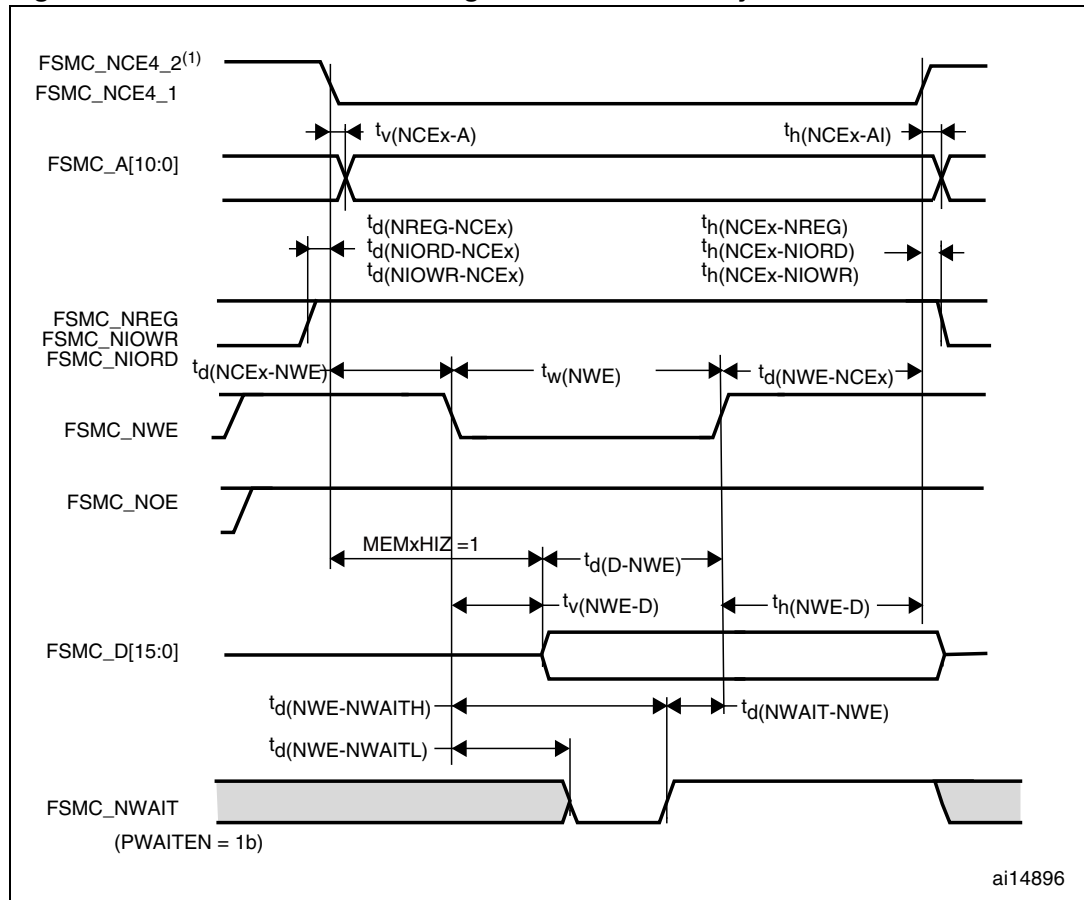 FSMC_NCE4_2(1)
FSMC_NCE4_1
tv(NCEx-A)
th(NCEx-AI)
FSMC_A[10:0]
td(NREG-NCEx)
td(NIORD-NCEx)
td(NIOWR-NCEx)
th(NCEx-NREG)
th(NCEx-NIORD)
th(NCEx-NIOWR)
FSMC_NREG
FSMC_NIOWR
FSMC_NIORD
td(NCEx-NWE)
tw(NWE)
td(NWE-NCEx)
FSMC_NWE
FSMC_NOE
MEMxHIZ =1
td(D-NWE)
tv(NWE-D)
th(NWE-D)
FSMC_D[15:0]
td(NWE-NWAITH)
td(NWAIT-NWE)
td(NWE-NWAITL)
FSMC_NWAIT
(PWAITEN = 1b)
ai14896